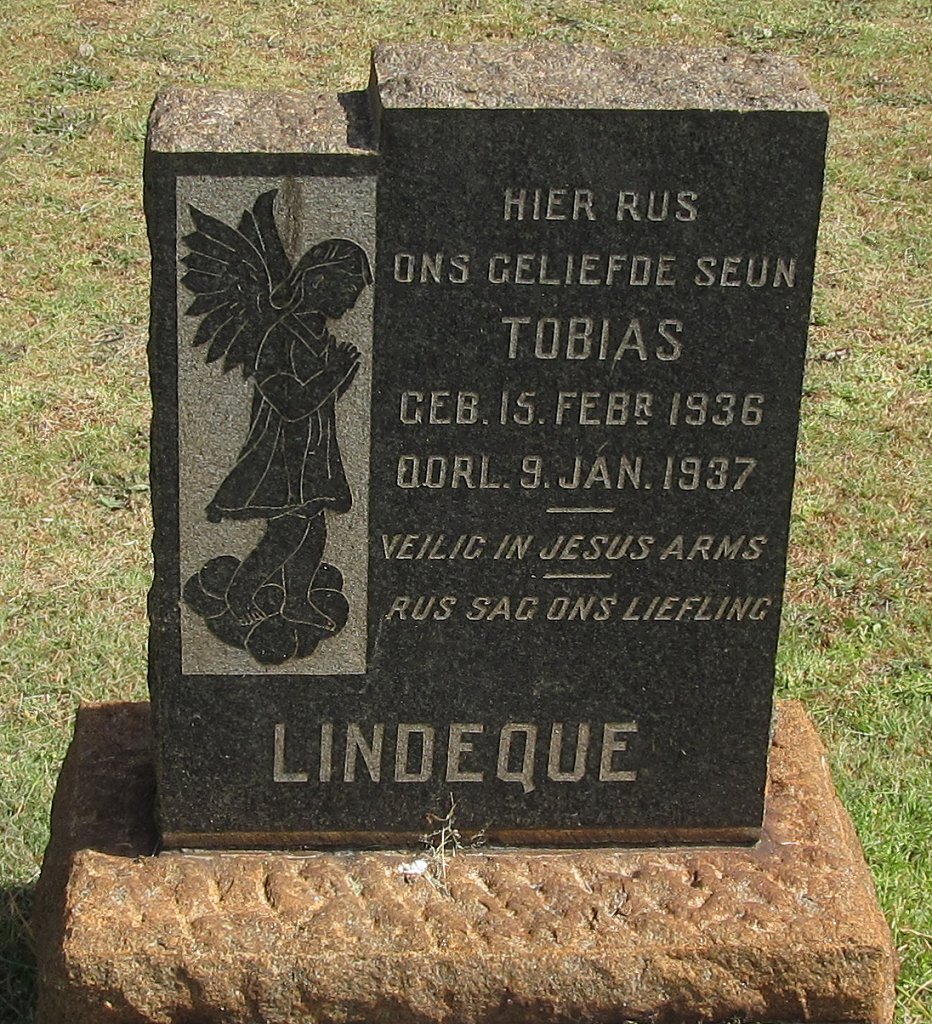 HIER RUS
ONS GELIEFDE SEUN
TOBIAS
GEB. 15. FEBR 1936
OORL. 9. JAN. 1937
VEILIG IN JESUS ARMS
RUS SAG ONS LIEFLING
LINDEQUE